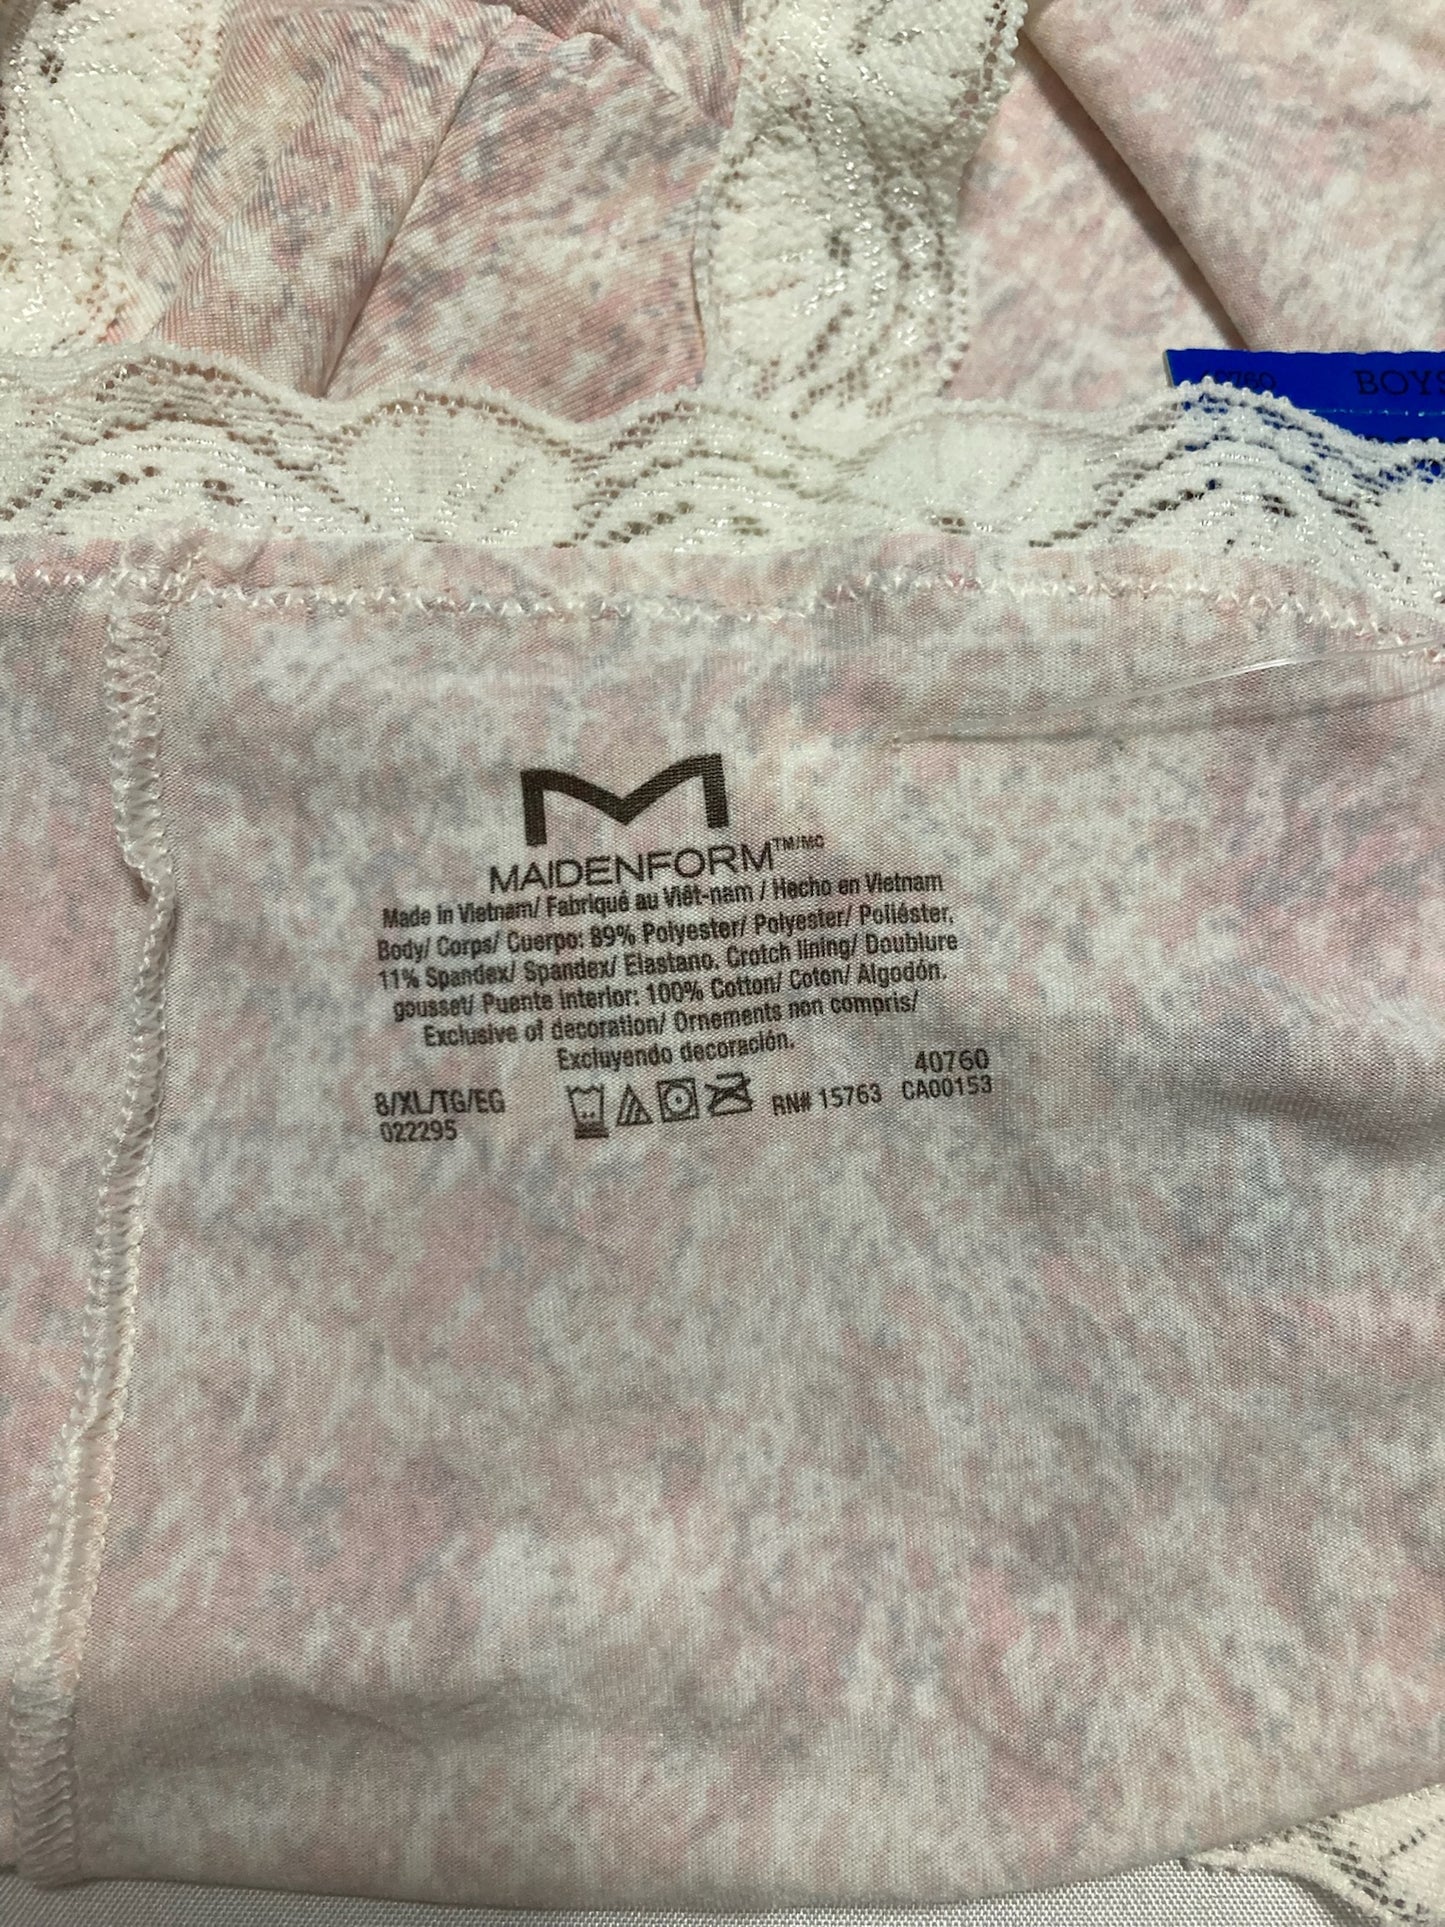 40760 BOYS
MAIDENFORM™/MC
Made in Vietnam/ Fabriqué au Viêt-nam / Hecho en Vietnam
Body/ Corps/ Cuerpo: 89% Polyester/ Polyester/ Poliéster,
11% Spandex/ Spandex/ Elastano. Crotch lining/ Doublure
gousset/ Puente interior: 100% Cotton/ Coton/ Algodón.
Exclusive of decoration/ Ornements non compris/
Excluyendo decoración.
8/XL/TG/EG
022295
RN# 15763
40760
CA00153